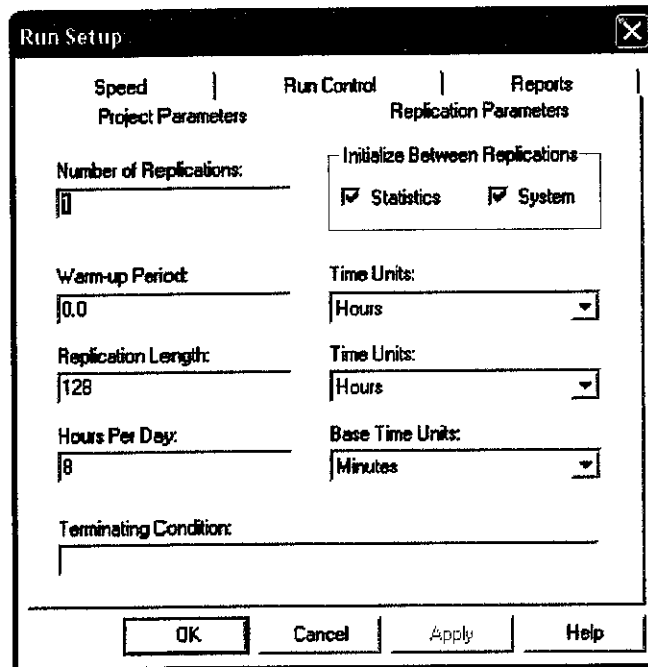 Run Setup
Speed Run Control Reports
Project Parameters Replication Parameters
Number of Replications:
1
Initialize Between Replications
Statistics System
Warm-up Period:
0.0
Time Units:
Hours
Replication Length:
128
Time Units:
Hours
Hours Per Day:
8
Base Time Units:
Minutes
Terminating Condition:
OK Cancel Apply Help